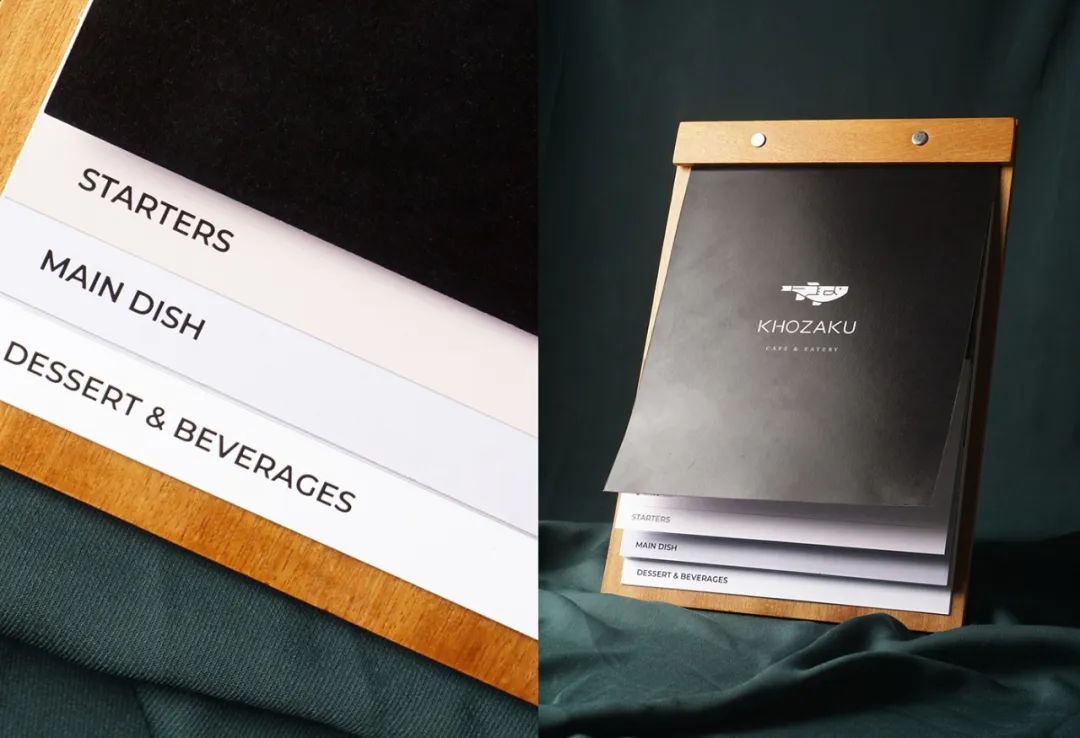 STARTERS
MAIN DISH
DESSERT & BEVERAGES
KHOZAKU
CAFE & EATERY
STARTERS
MAIN DISH
DESSERT & BEVERAGES